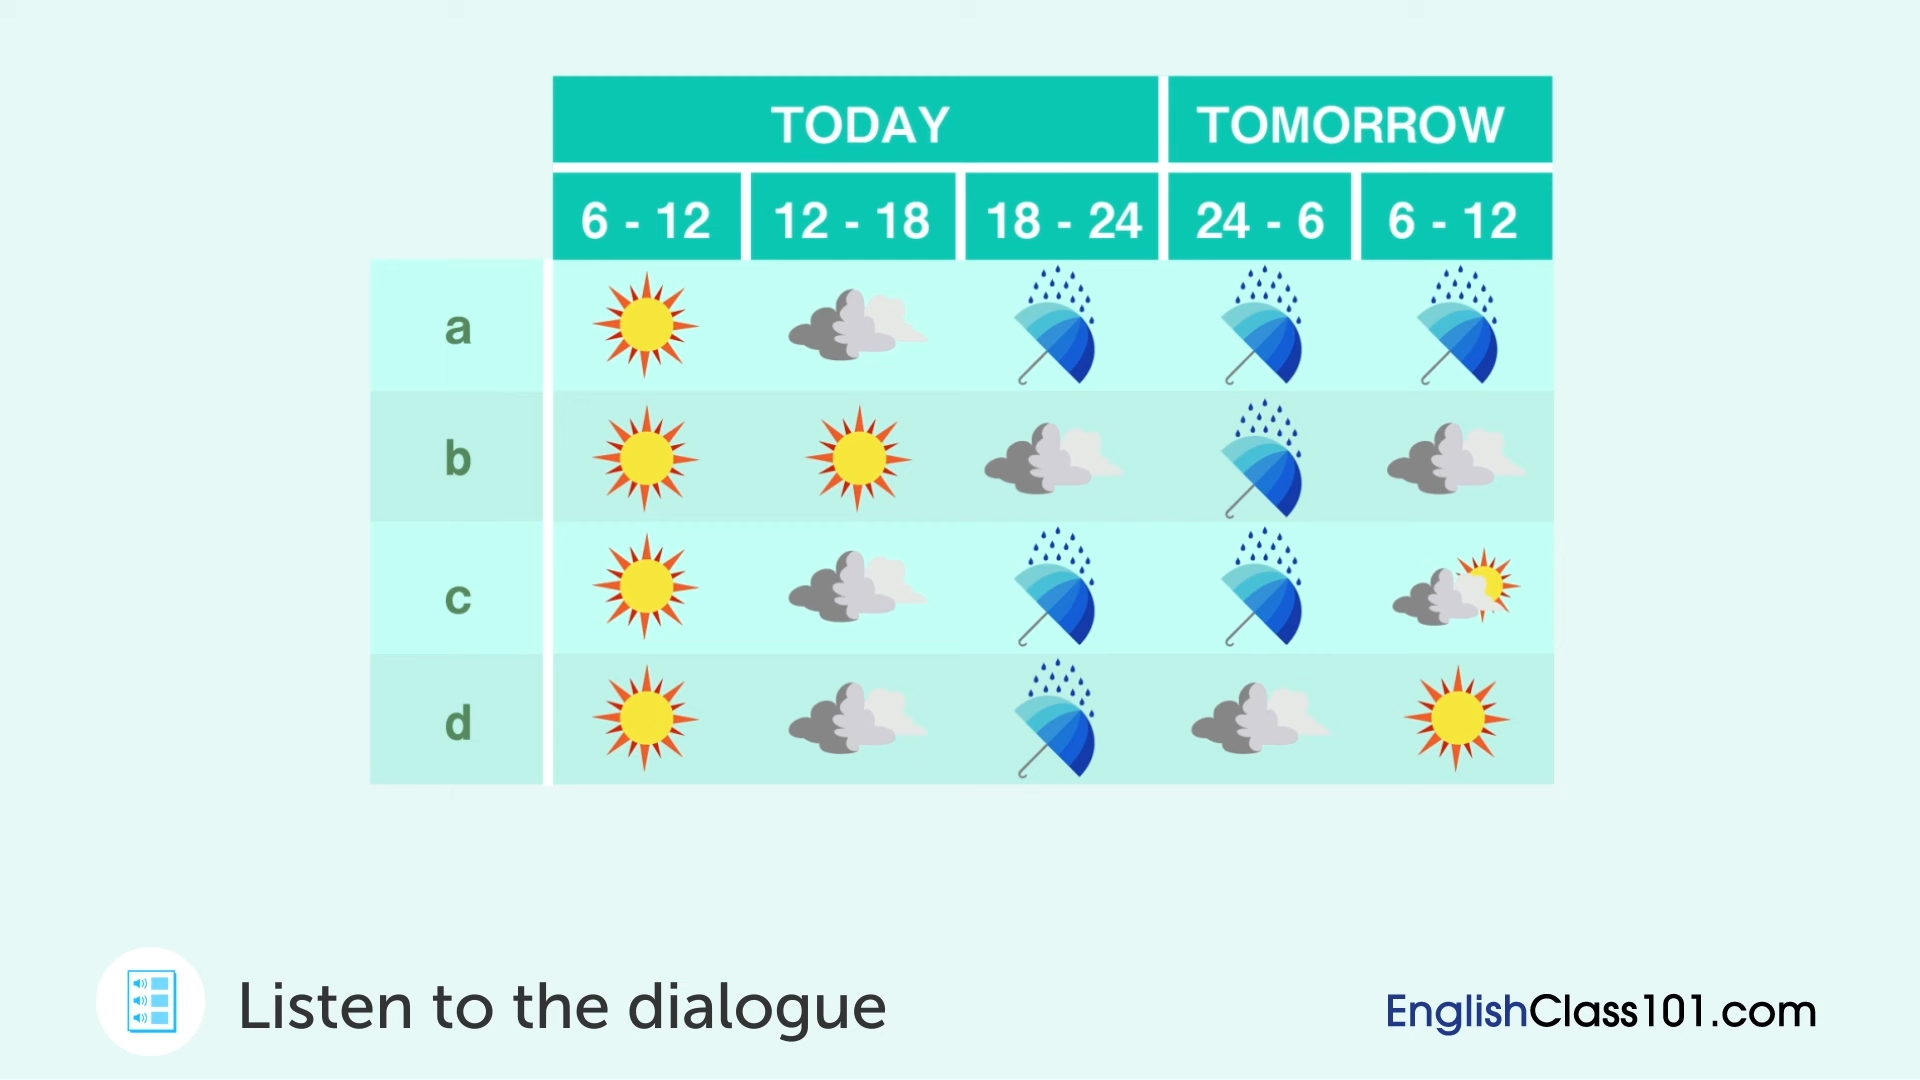 TODAY TOMORROW
6 - 12 12 - 18 18 - 24 24 - 6 6 - 12
a
b
c
d
Listen to the dialogue
EnglishClass101.com